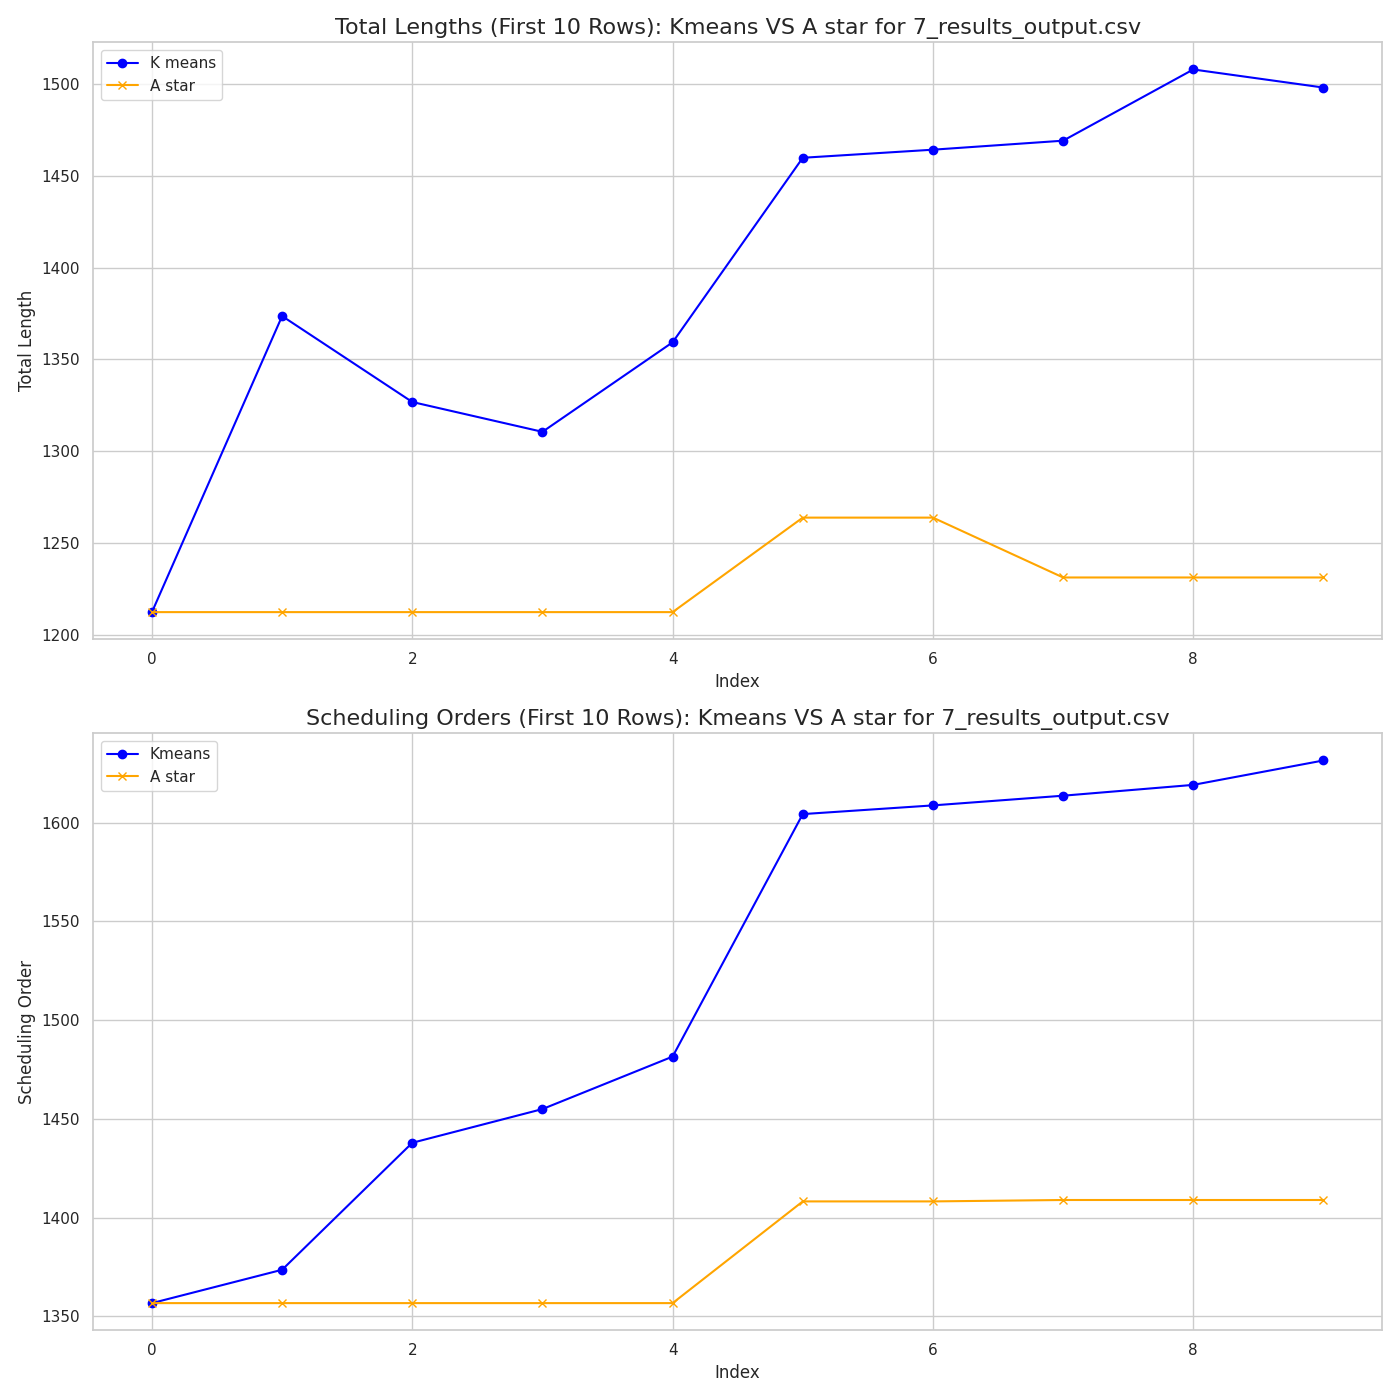 Total Lengths (First 10 Rows): Kmeans VS A star for 7_results_output.csv
K means
A star
1500
1450
1400
1350
1300
1250
1200
Total Length
0 2 4 6 8
Index
Scheduling Orders (First 10 Rows): Kmeans VS A star for 7_results_output.csv
Kmeans
A star
1600
1550
1500
1450
1400
1350
Scheduling Order
0 2 4 6 8
Index